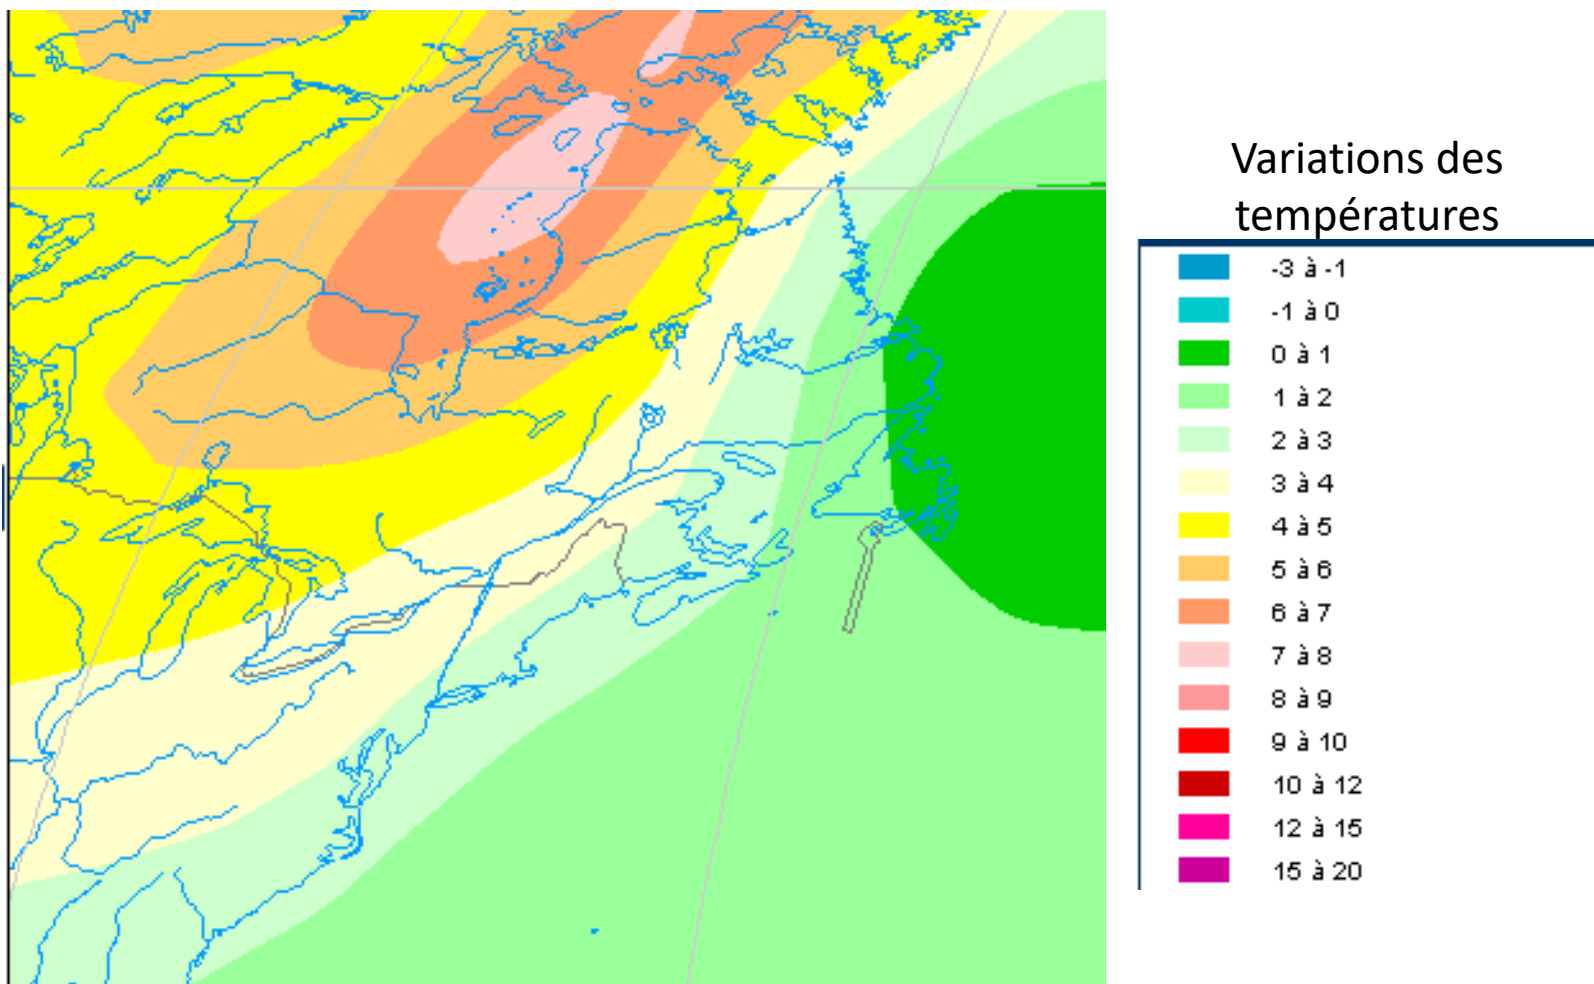 Variations des
températures
-3 à -1
-1 à 0
0 à 1
1 à 2
2 à 3
3 à 4
4 à 5
5 à 6
6 à 7
7 à 8
8 à 9
9 à 10
10 à 12
12 à 15
15 à 20